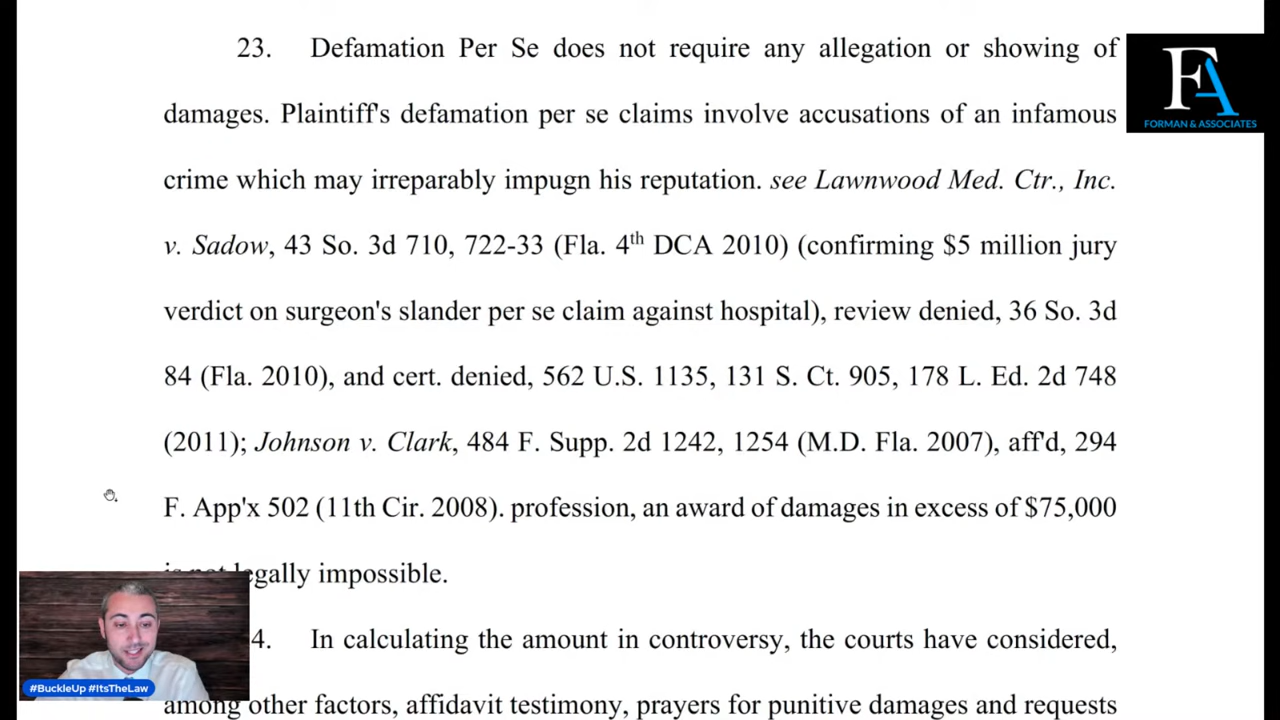 23. Defamation Per Se does not require any allegation or showing of
damages. Plaintiff's defamation per se claims involve accusations of an infamous
crime which may irreparably impugn his reputation. see Lawnwood Med. Ctr., Inc.
v. Sadow, 43 So. 3d 710, 722-33 (Fla. 4th DCA 2010) (confirming $5 million jury
verdict on surgeon's slander per se claim against hospital), review denied, 36 So. 3d
84 (Fla. 2010), and cert. denied, 562 U.S. 1135, 131 S. Ct. 905, 178 L. Ed. 2d 748
(2011); Johnson v. Clark, 484 F. Supp. 2d 1242, 1254 (M.D. Fla. 2007), aff'd, 294
F. App'x 502 (11th Cir. 2008). profession, an award of damages in excess of $75,000
legally impossible.
4. In calculating the amount in controversy, the courts have considered,
among other factors, affidavit testimony, prayers for punitive damages and requests
FA
FORMAN & ASSOCIATES
#BuckleUp #ItsTheLaw